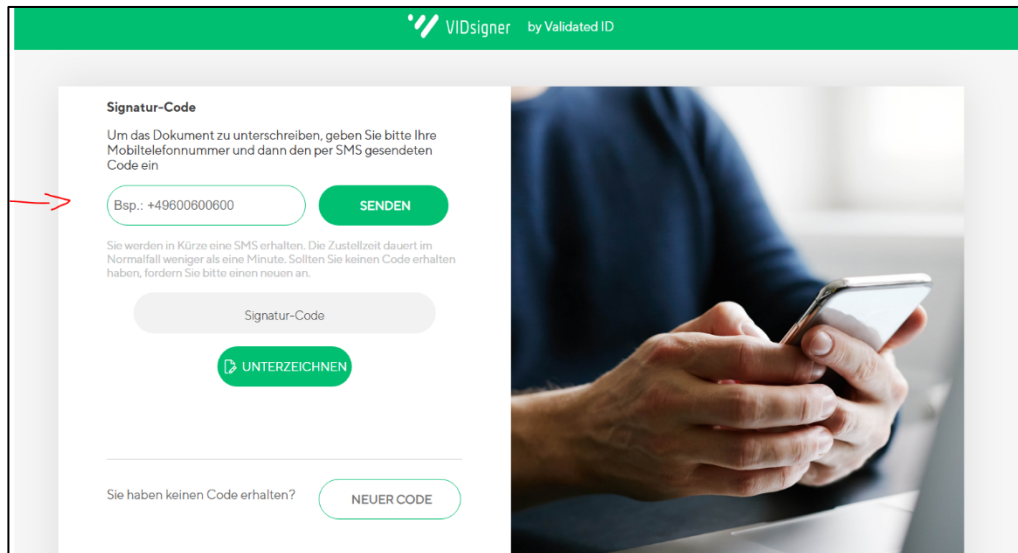 VIDsigner by Validated ID
Signatur-Code
Um das Dokument zu unterschreiben, geben Sie bitte Ihre
Mobiltelefonnummer und dann den per SMS gesendeten
Code ein
Bsp.: +49600600600 SENDEN
Sie werden in Kürze eine SMS erhalten. Die Zustellzeit dauert im
Normalfall weniger als eine Minute. Sollten Sie keinen Code erhalten
haben, fordern Sie bitte einen neuen an.
Signatur-Code
UNTERZEICHNEN
Sie haben keinen Code erhalten? NEUER CODE